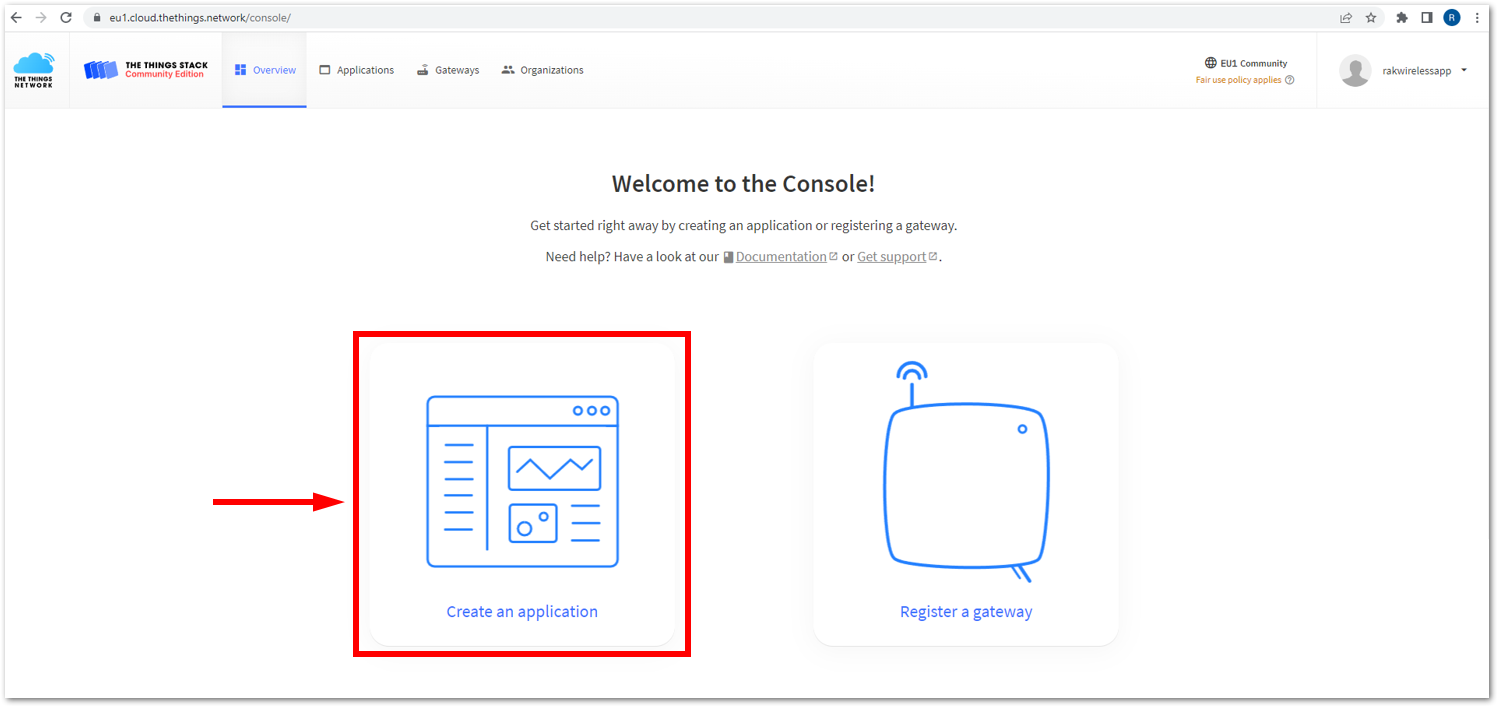 eu1.cloud.thethings.network/console/
R
THE THINGS
NETWORK
THE THINGS STACK
Community Edition
Overview
Applications
Gateways
Organizations
EU1 Community
Fair use policy applies ?
rakwirelessapp
Welcome to the Console!
Get started right away by creating an application or registering a gateway.
Need help? Have a look at our Documentation or Get support.
Create an application
Register a gateway